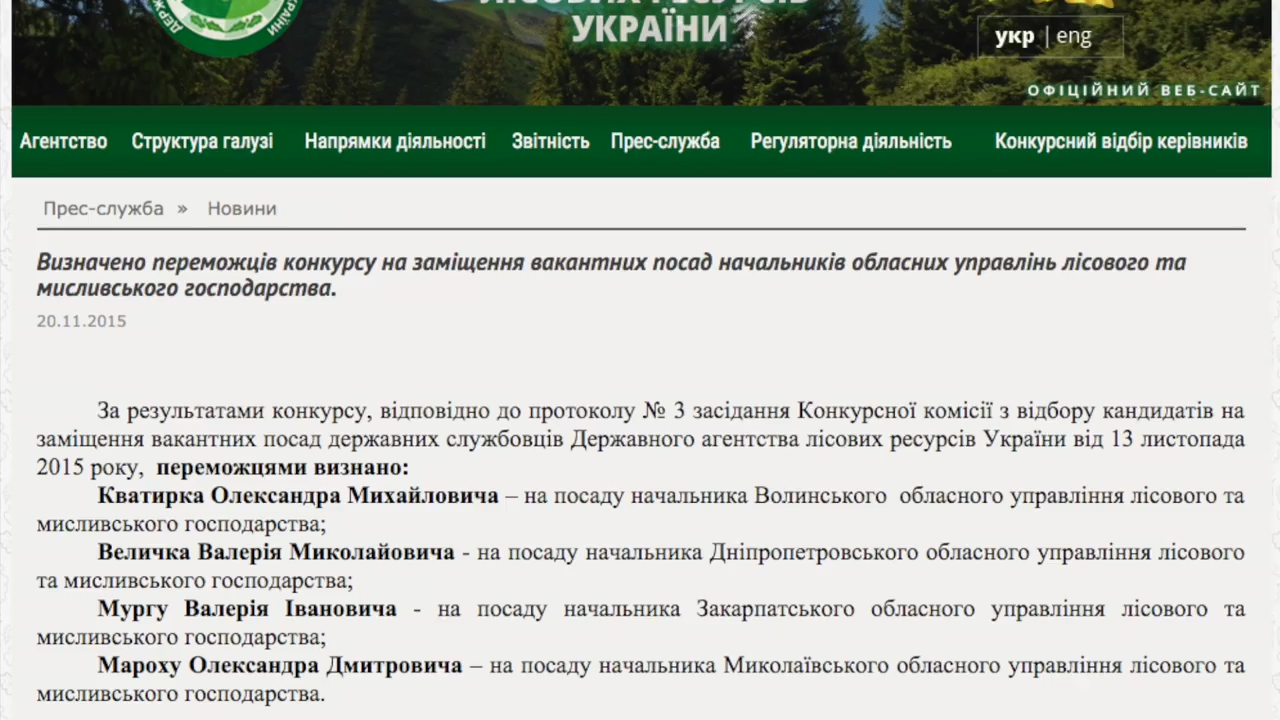 ЛІСОВИХ РЕСУРСІВ
УКРАЇНИ
укр | eng
ОФІЦІЙНИЙ ВЕБ-САЙТ
Агентство Структура галузі Напрямки діяльності Звітність Прес-служба Регуляторна діяльність Конкурсний відбір керівників
Прес-служба » Новини
Визначено переможців конкурсу на заміщення вакантних посад начальників обласних управлінь лісового та
мисливського господарства.
20.11.2015
За результатами конкурсу, відповідно до протоколу № 3 засідання Конкурсної комісії з відбору кандидатів на
заміщення вакантних посад державних службовців Державного агентства лісових ресурсів України від 13 листопада
2015 року, переможцями визнано:
Кватирка Олександра Михайловича – на посаду начальника Волинського обласного управління лісового та
мисливського господарства;
Величка Валерія Миколайовича - на посаду начальника Дніпропетровського обласного управління лісового
та мисливського господарства;
Мургу Валерія Івановича - на посаду начальника Закарпатського обласного управління лісового та
мисливського господарства;
Мароху Олександра Дмитровича – на посаду начальника Миколаївського обласного управління лісового та
мисливського господарства.